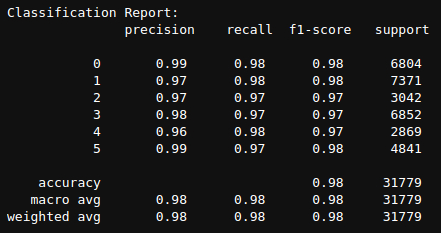 Classification Report:
precision recall f1-score support
0 0.99 0.98 0.98 6804
1 0.97 0.98 0.98 7371
2 0.97 0.97 0.97 3042
3 0.98 0.97 0.98 6852
4 0.96 0.98 0.97 2869
5 0.99 0.97 0.98 4841
accuracy 0.98 31779
macro avg 0.98 0.98 0.98 31779
weighted avg 0.98 0.98 0.98 31779